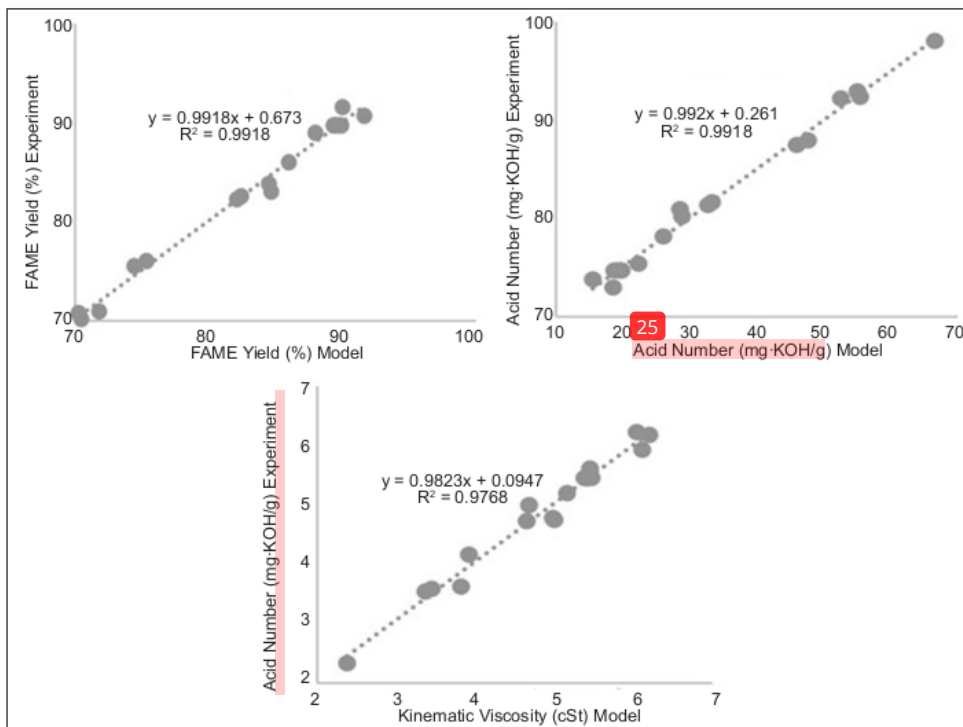 100
90
80
70
FAME Yield (%) Experiment
y = 0.9918x + 0.673
R² = 0.9918
70 80 90 100
FAME Yield (%) Model
100
90
80
70
Acid Number (mg·KOH/g) Experiment
y = 0.992x + 0.261
R² = 0.9918
10 20 30 40 50 60 70
25
Acid Number (mg·KOH/g) Model
7
6
5
4
3
2
Acid Number (mg·KOH/g) Experiment
y = 0.9823x + 0.0947
R² = 0.9768
2 3 4 5 6 7
Kinematic Viscosity (cSt) Model